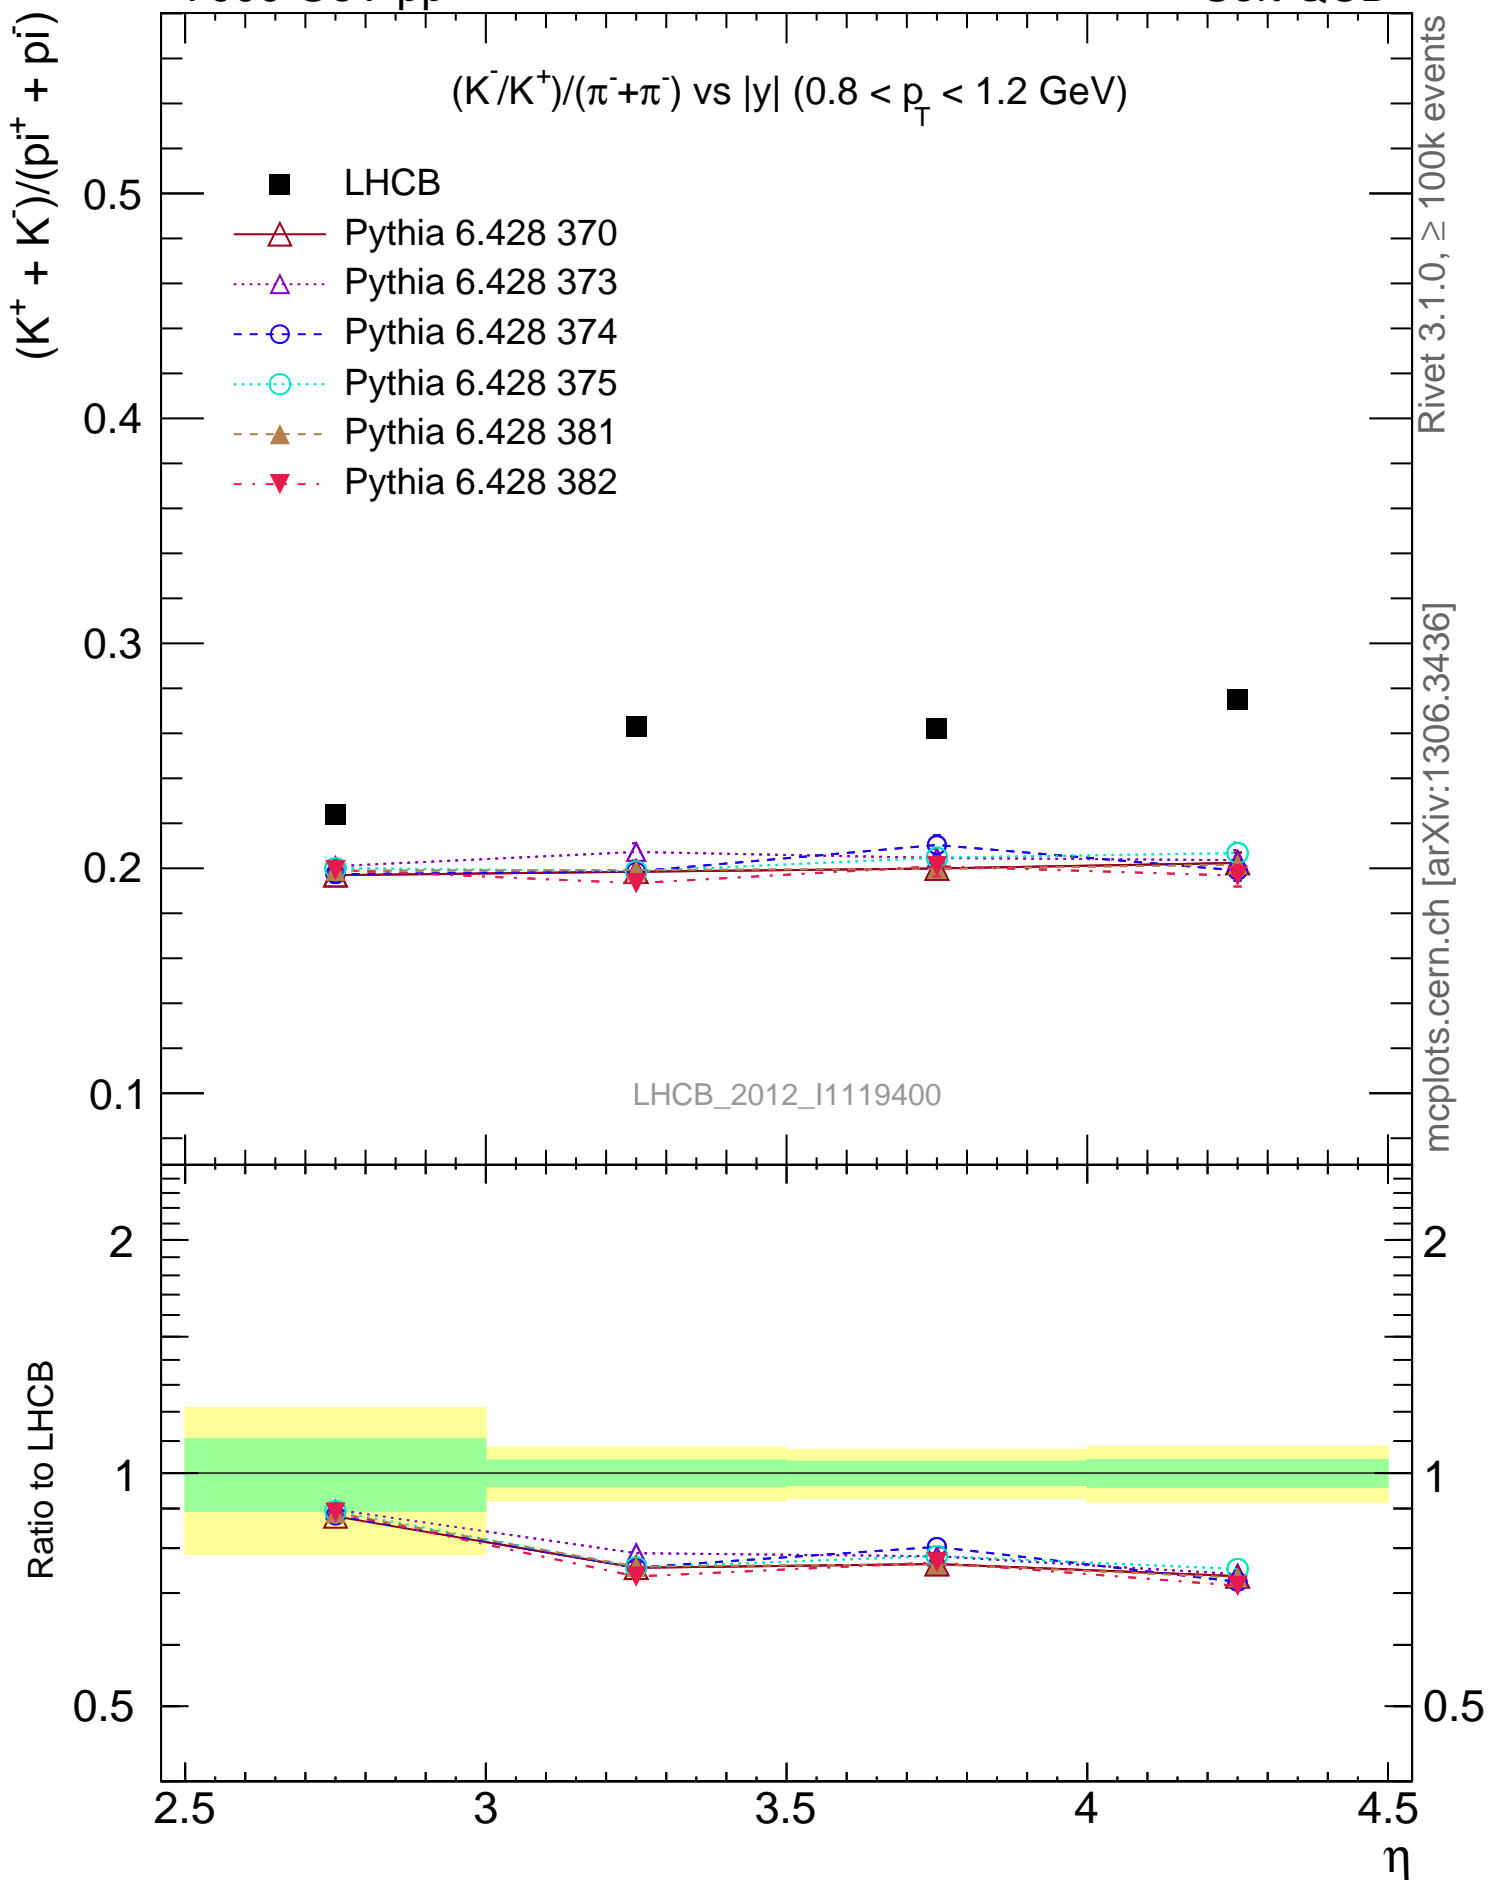 (K⁻/K⁺)/(π⁻+π⁻) vs |y| (0.8 < p_T < 1.2 GeV)
(K⁺ + K⁻)/(pi⁺ + pi⁻)
LHCB
Pythia 6.428 370
Pythia 6.428 373
Pythia 6.428 374
Pythia 6.428 375
Pythia 6.428 381
Pythia 6.428 382
0.5
0.4
0.3
0.2
0.1
LHCB_2012_I1119400
Rivet 3.1.0, ≥ 100k events
mcplots.cern.ch [arXiv:1306.3436]
Ratio to LHCB
2
1
0.5
2
1
0.5
2.5 3 3.5 4 4.5
η